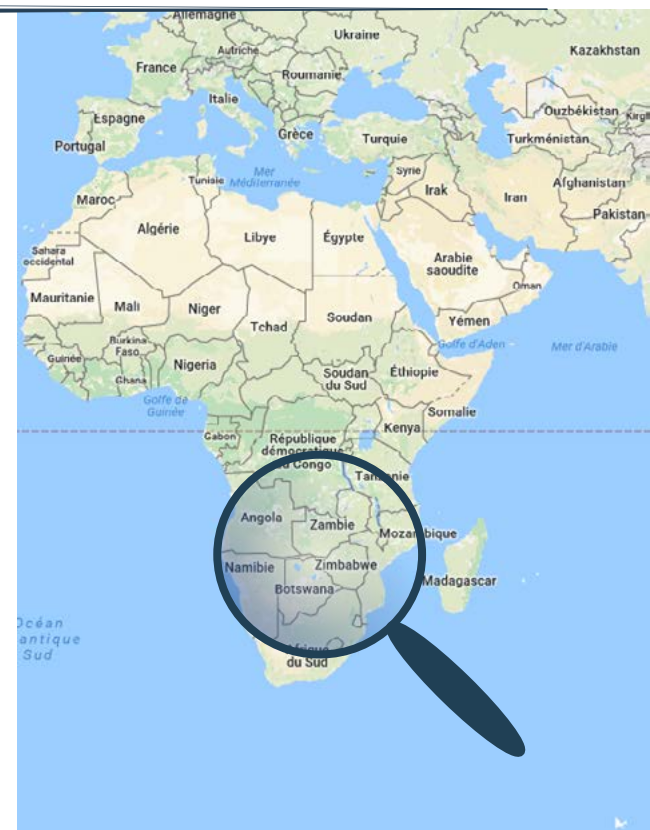 Allemagne
Ukraine
Kazakhstan
Autriche
France
Roumanie
Italie
Ouzbékistan
Kirgh
Espagne
Grèce
Turquie
Turkménistan
Portugal
Mer
Méditerranée
Tunisie
Syrie
Irak
Iran
Afghanistan
Maroc
Pakistan
Algérie
Libye
Égypte
Sahara
occidental
Arabie
saoudite
Oman
Mauritanie
Mali
Niger
Tchad
Soudan
Yémen
Golfe d'Aden
Mer d'Arabie
Burkina
Faso
Guinée
Ghana
Nigeria
Soudan
du Sud
Éthiopie
Golfe de
Guinée
Somalie
Gabon
Kenya
République
démocratique
du Congo
Tanzanie
Angola
Zambie
Mozambique
Namibie
Zimbabwe
Madagascar
Botswana
Océan
antique
Sud
Afrique
du Sud